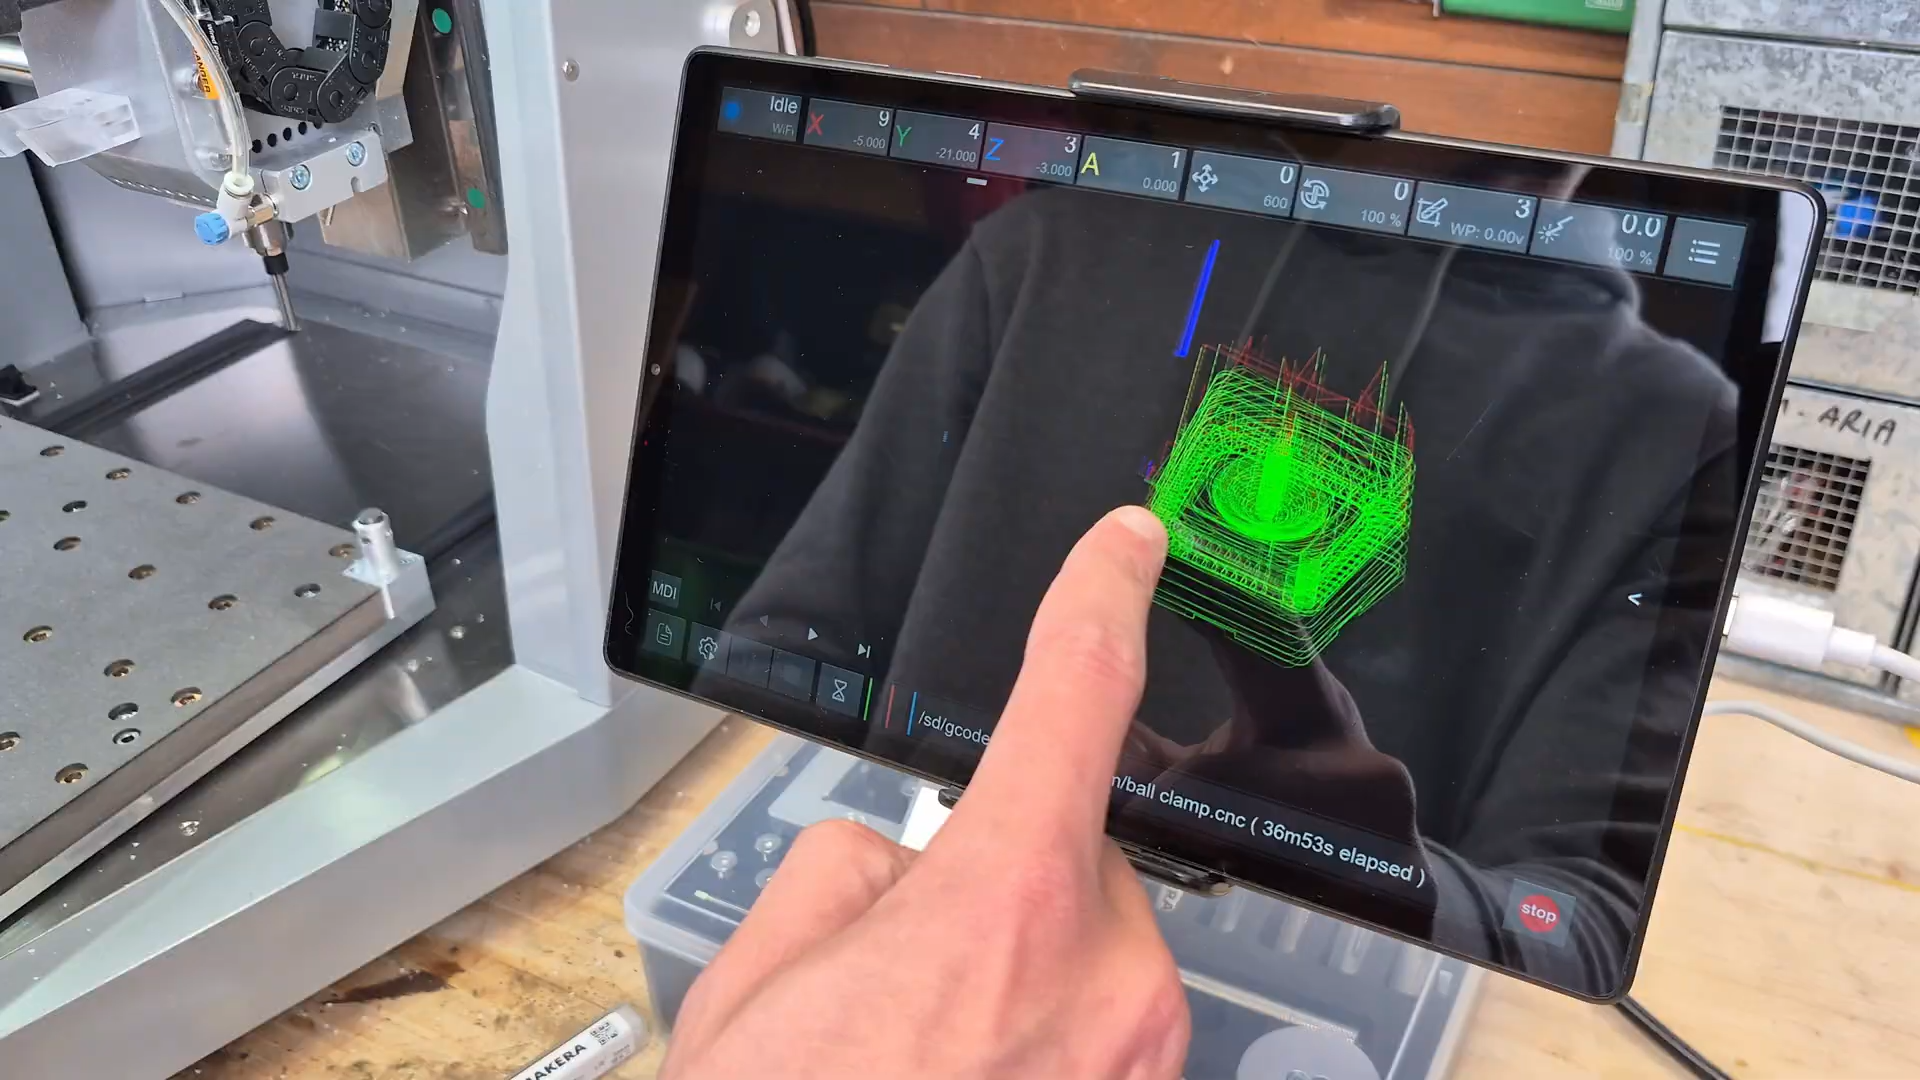 Idle
WiFi
X
9
-5.000
Y
4
-21.000
Z
3
-3.000
A
1
0.000
0
600
0
100 %
3
WP: 0.00v
0.0
100 %
<
MDI
/sd/gcode
/ball clamp.cnc ( 36m53s elapsed )
stop
ARIA
AKERA